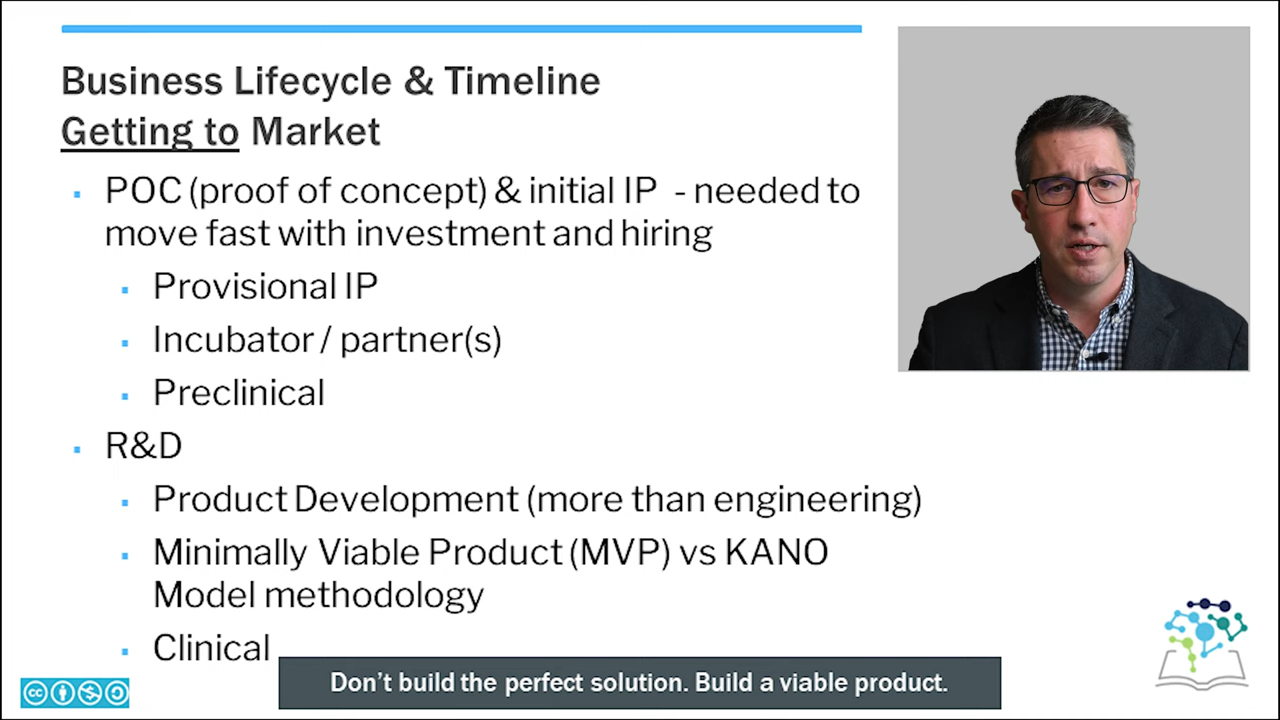 Business Lifecycle & Timeline
Getting to Market
▪ POC (proof of concept) & initial IP - needed to
move fast with investment and hiring
▪ Provisional IP
▪ Incubator / partner(s)
▪ Preclinical
▪ R&D
▪ Product Development (more than engineering)
▪ Minimally Viable Product (MVP) vs KANO
Model methodology
▪ Clinical
Don't build the perfect solution. Build a viable product.
cc